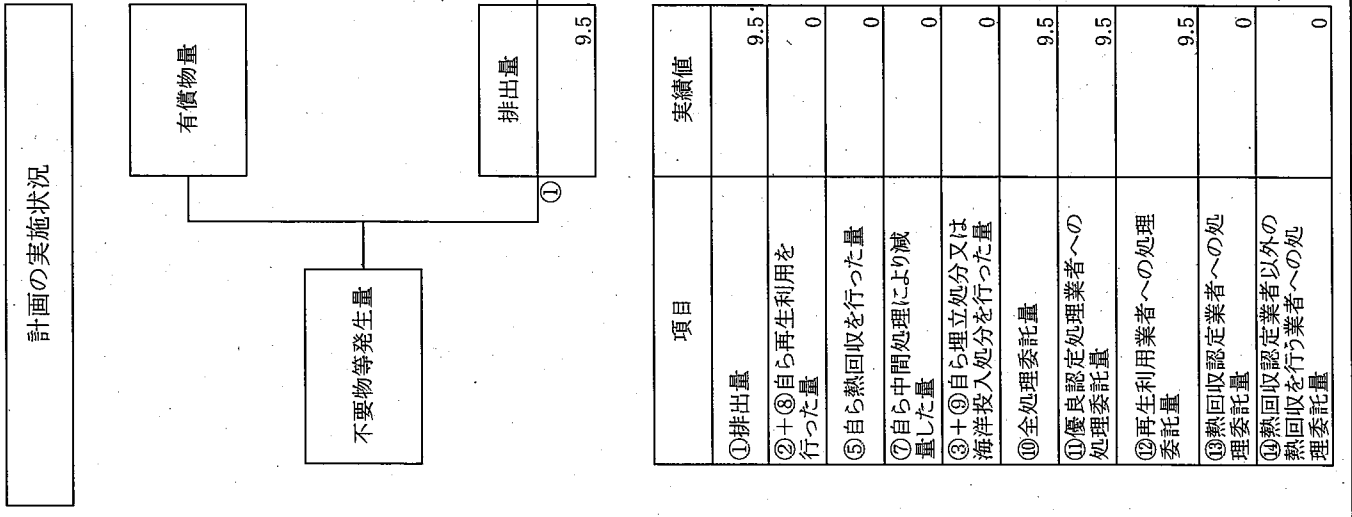 計画の実施状況
有償物量
不要物等発生量
排出量
①
9.5
項目
実績値
①排出量
9.5
②+⑧自ら再生利用を
行った量
0
⑤自ら熱回収を行った量
0
⑦自ら中間処理により減
量した量
0
③+⑨自ら埋立処分又は
海洋投入処分を行った量
0
⑩全処理委託量
9.5
⑪優良認定処理業者への
処理委託量
9.5
⑫再生利用業者への処理
委託量
9.5
⑬熱回収認定業者への処
理委託量
0
⑭熱回収認定業者以外の
熱回収を行う業者への処
理委託量
0